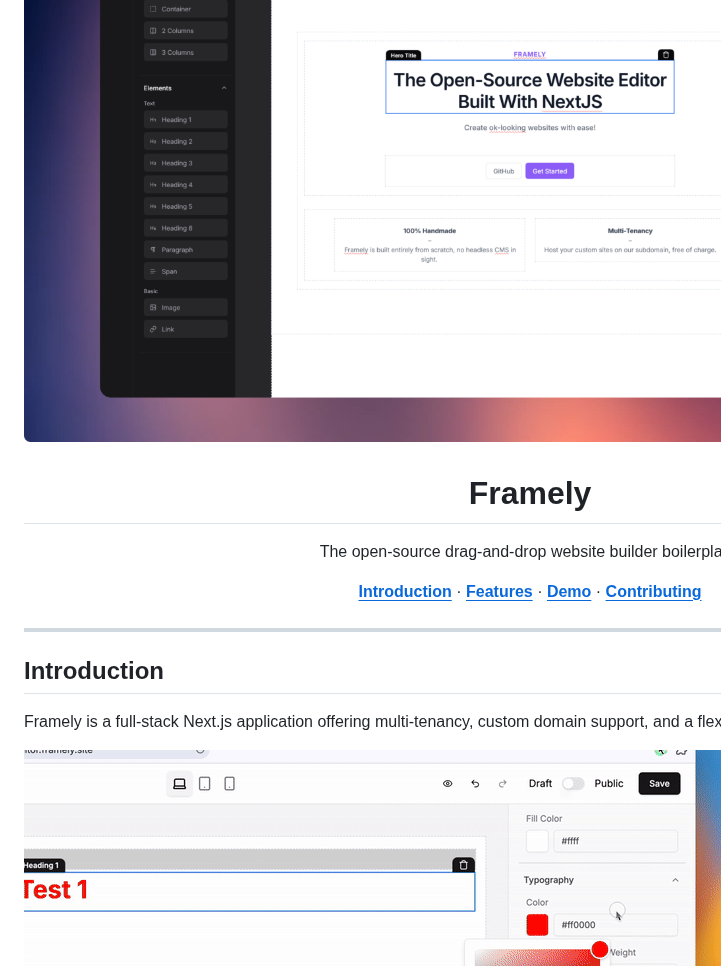 Container
2 Columns
3 Columns
Elements
Text
H1 Heading 1
H2 Heading 2
H3 Heading 3
H4 Heading 4
H5 Heading 5
H6 Heading 6
Paragraph
Span
Basic
Image
Link
FRAMELY
Hero Title
The Open-Source Website Editor
Built With NextJS
Create ok-looking websites with ease!
GitHub Get Started
100% Handmade
Framely is built entirely from scratch, no headless CMS in
sight.
Multi-Tenancy
Host your custom sites on our subdomain, free of charge.
Framely
The open-source drag-and-drop website builder boilerpla
Introduction · Features · Demo · Contributing
Introduction
Framely is a full-stack Next.js application offering multi-tenancy, custom domain support, and a flex
itor.framely.site
Draft Public Save
Heading 1
Test 1
Fill Color
#ffff
Typography
Color
#ff0000
Weight